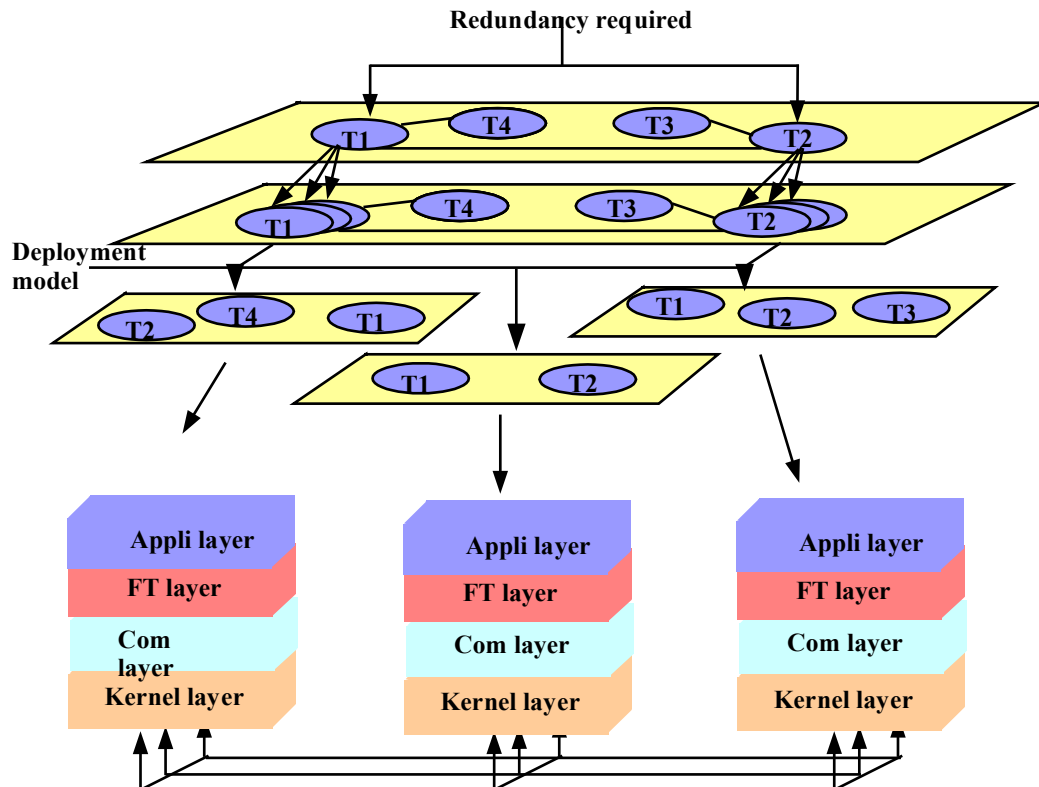 Redundancy required
T1
T4
T3
T2
T1
T4
T3
T2
Deployment
model
T2
T4
T1
T1
T2
T3
T1
T2
Appli layer
FT layer
Com
layer
Kernel layer
Appli layer
FT layer
Com layer
Kernel layer
Appli layer
FT layer
Com layer
Kernel layer